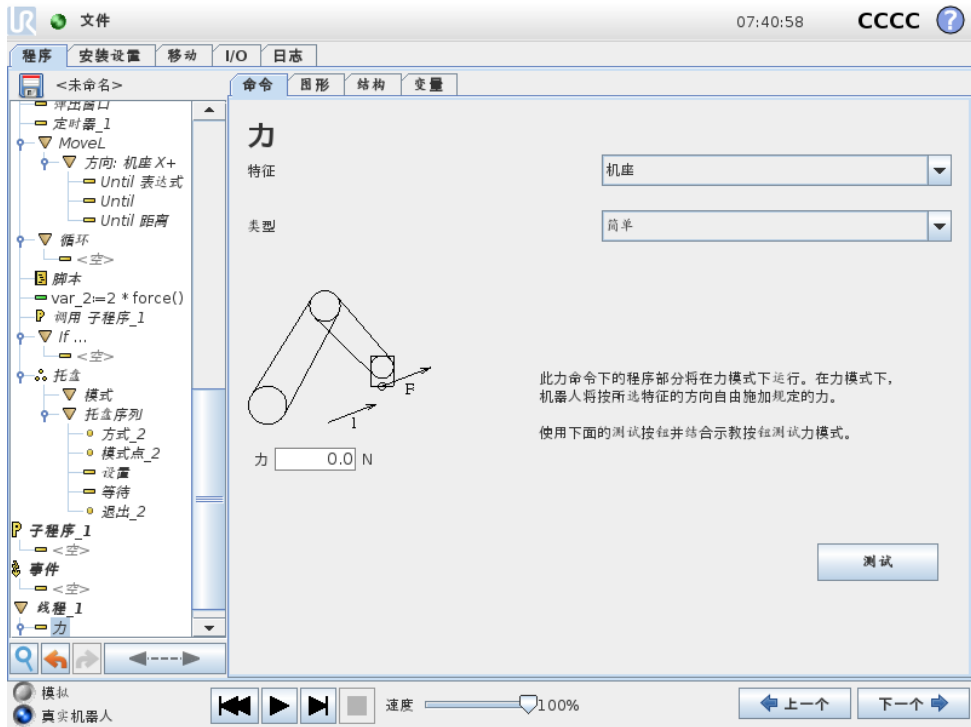 UR 文件 07:40:58 CCCC ?
程序 安装设置 移动 I/O 日志
<未命名>
命令 图形 结构 变量
弹出窗口
定时器_1
MoveL
方向: 机座 X+
Until 表达式
Until
Until 距离
循环
<空>
脚本
var_2:=2 * force()
P 调用 子程序_1
If ...
<空>
托盒
模式
托盒序列
方式_2
模式点_2
设置
等待
退出_2
P 子程序_1
<空>
事件
<空>
线程_1
力
力
特征 机座
类型 简单
F
1
力 0.0 N
此力命令下的程序部分将在力模式下运行。在力模式下，
机器人将按所选特征的方向自由施加规定的力。
使用下面的测试按钮并结合示教按钮测试力模式。
测试
模拟
真实机器人
速度 100%
上一个 下一个